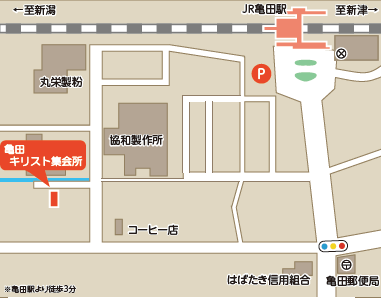 ←至新潟
JR亀田駅
至新津→
P
丸栄製粉
協和製作所
亀田
キリスト集会所
コーヒー店
はばたき信用組合
亀田郵便局
※亀田駅より徒歩3分